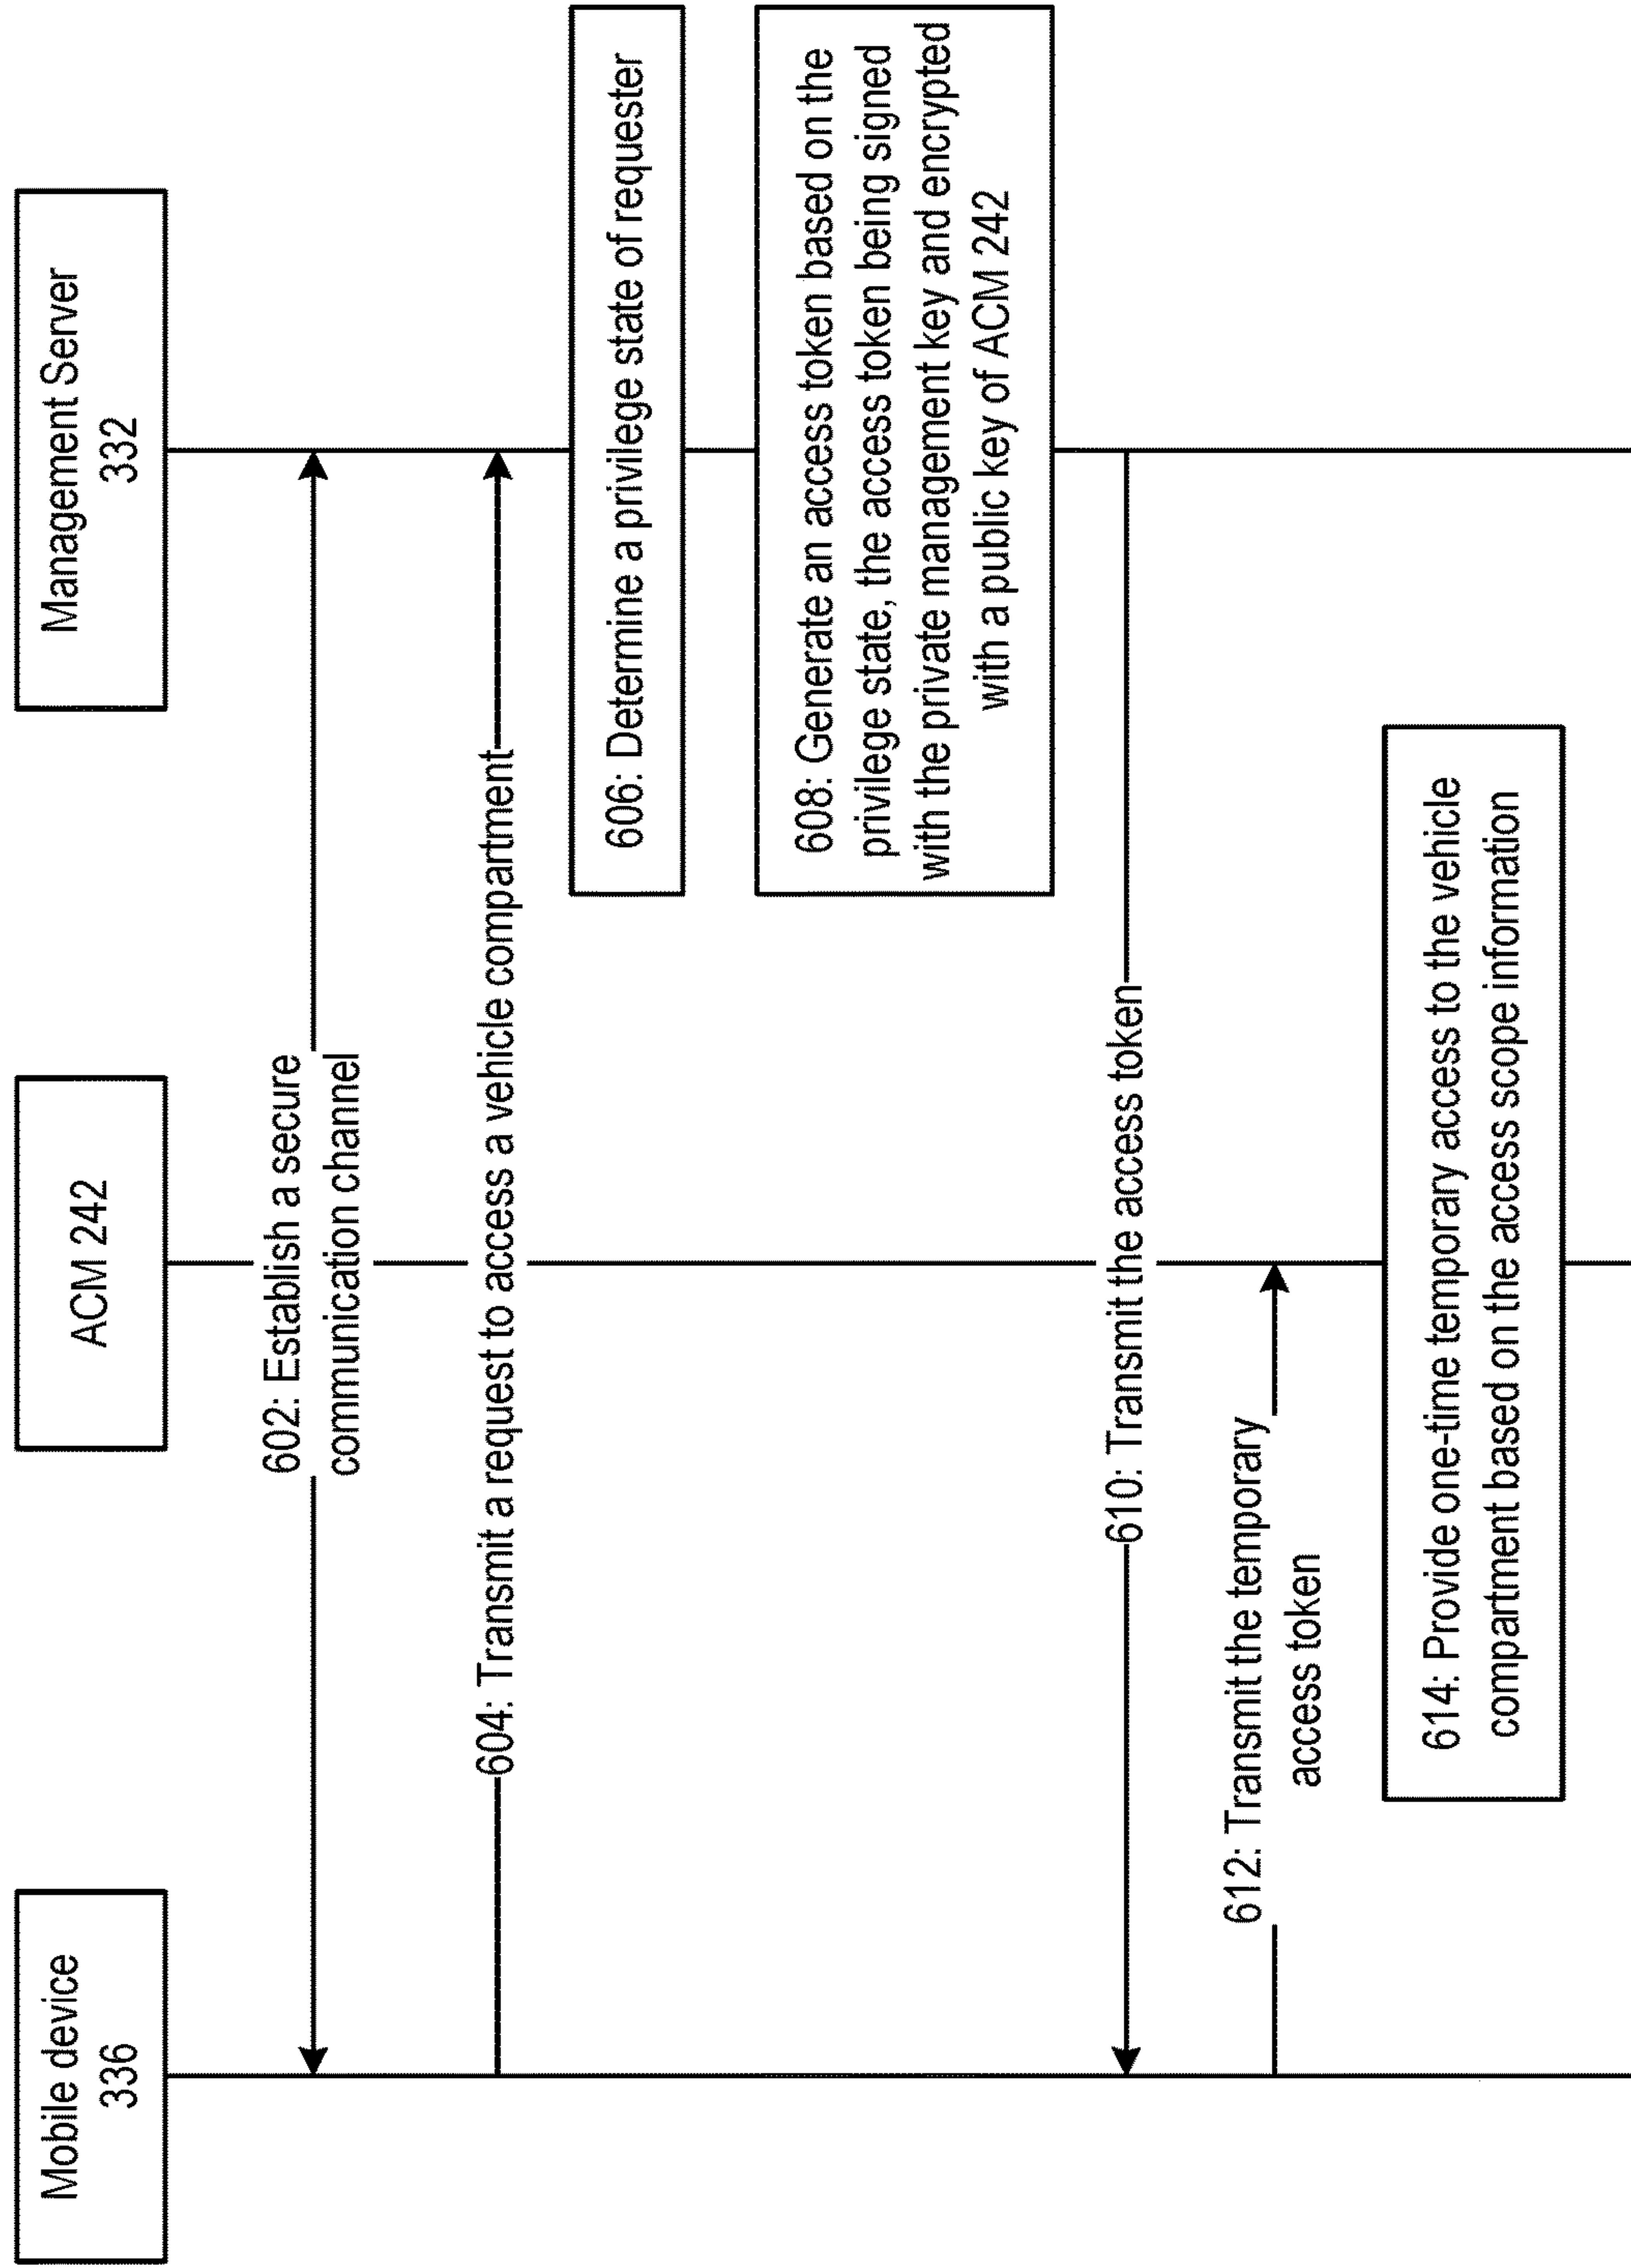 Mobile device
336
ACM 242
Management Server
332
602: Establish a secure
communication channel
604: Transmit a request to access a vehicle compartment
606: Determine a privilege state of requester
608: Generate an access token based on the
privilege state, the access token being signed
with the private management key and encrypted
with a public key of ACM 242
610: Transmit the access token
612: Transmit the temporary
access token
614: Provide one-time temporary access to the vehicle
compartment based on the access scope information